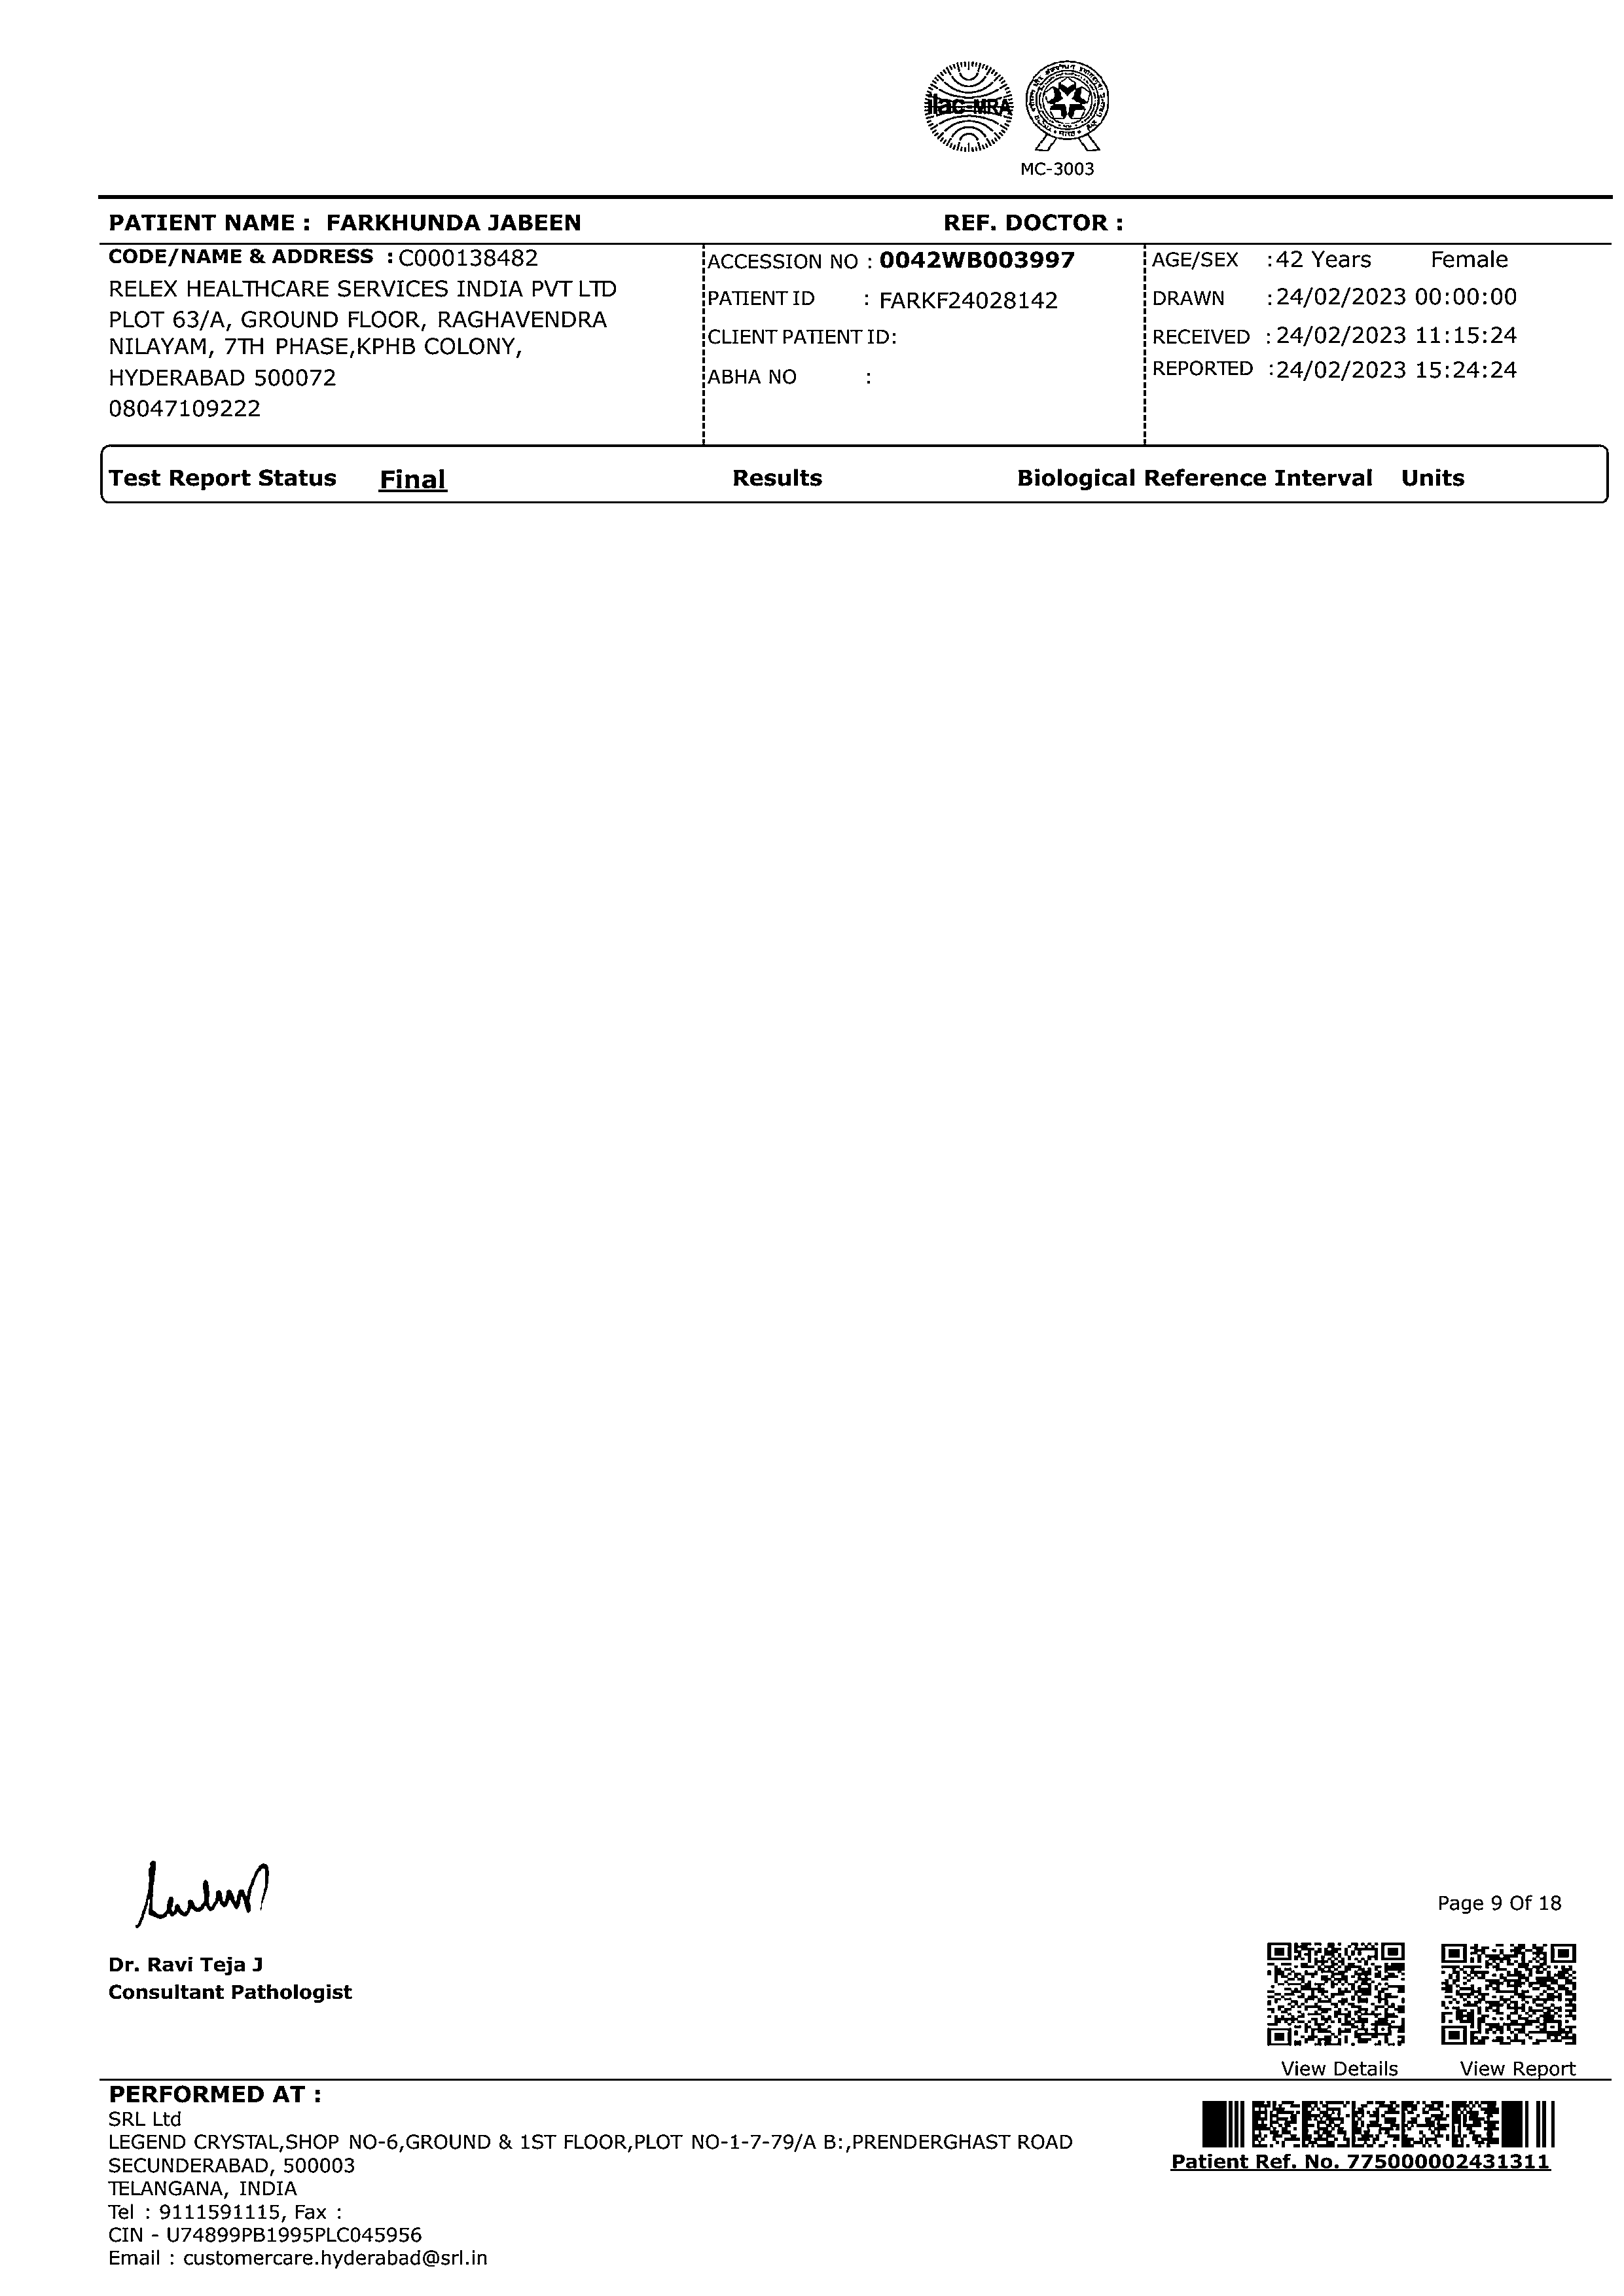 ilac-MRA
MC-3003
PATIENT NAME : FARKHUNDA JABEEN REF. DOCTOR :
CODE/NAME & ADDRESS : C000138482 ACCESSION NO : 0042WB003997 AGE/SEX : 42 Years Female
RELEX HEALTHCARE SERVICES INDIA PVT LTD PATIENT ID : FARKF24028142 DRAWN : 24/02/2023 00:00:00
PLOT 63/A, GROUND FLOOR, RAGHAVENDRA CLIENT PATIENT ID: RECEIVED : 24/02/2023 11:15:24
NILAYAM, 7TH PHASE,KPHB COLONY,
HYDERABAD 500072 ABHA NO : REPORTED : 24/02/2023 15:24:24
08047109222
Test Report Status Final Results Biological Reference Interval Units
Page 9 Of 18
Dr. Ravi Teja J
Consultant Pathologist
View Details View Report
PERFORMED AT :
SRL Ltd
LEGEND CRYSTAL,SHOP NO-6,GROUND & 1ST FLOOR,PLOT NO-1-7-79/A B:,PRENDERGHAST ROAD
SECUNDERABAD, 500003
TELANGANA, INDIA
Tel : 9111591115, Fax :
CIN - U74899PB1995PLC045956
Email : customercare.hyderabad@srl.in
Patient Ref. No. 775000002431311